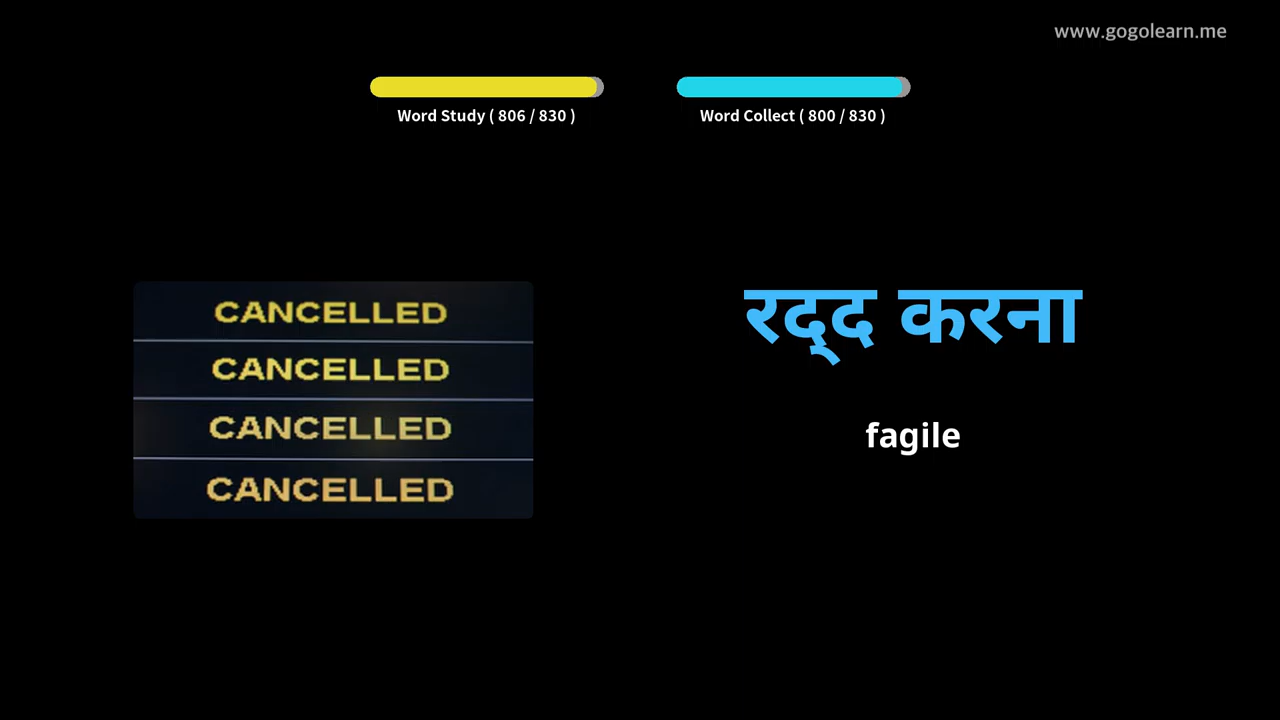 www.gogolearn.me
Word Study ( 806 / 830 )
Word Collect ( 800 / 830 )
CANCELLED
CANCELLED
CANCELLED
CANCELLED
रद्द करना
fagile